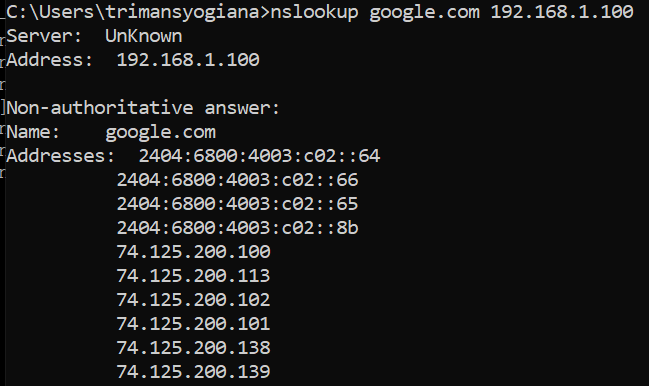 C:\Users\trimansyogiana>nslookup google.com 192.168.1.100
Server:  UnKnown
Address:  192.168.1.100

Non-authoritative answer:
Name:    google.com
Addresses:  2404:6800:4003:c02::64
          2404:6800:4003:c02::66
          2404:6800:4003:c02::65
          2404:6800:4003:c02::8b
          74.125.200.100
          74.125.200.113
          74.125.200.102
          74.125.200.101
          74.125.200.138
          74.125.200.139